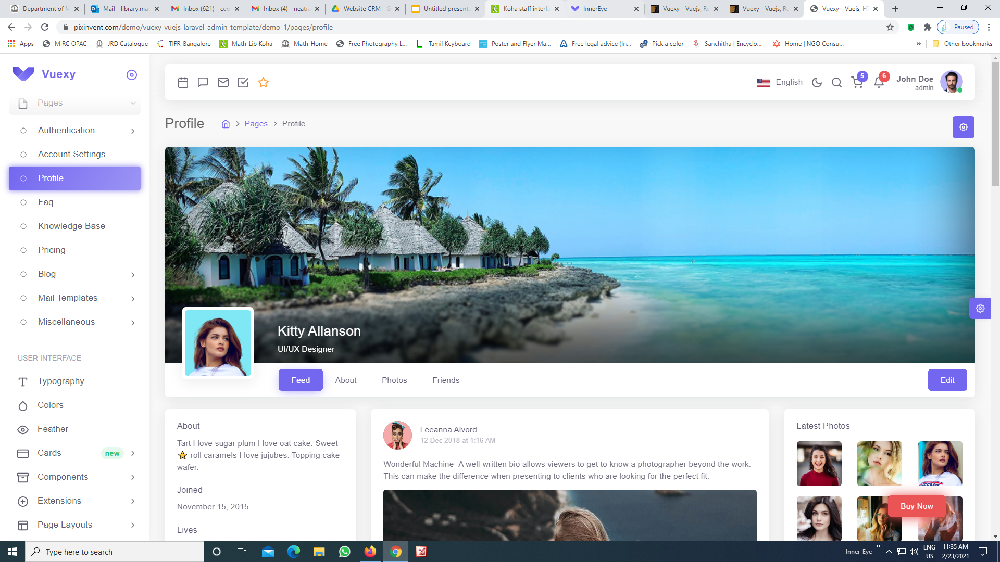 Department of M
Mail - library.mat
Inbox (621) - ceo
Inbox (4) - neatra
Website CRM - G
Untitled presenta
Koha staff interfa
InnerEye
Vuexy - Vuejs, Re
Vuexy - Vuejs, Re
Vuexy - Vuejs, HT
pixinvent.com/demo/vuexy-vuejs-laravel-admin-template/demo-1/pages/profile
Paused
Apps
MIRC OPAC
JRD Catalogue
TIFR-Bangalore
Math-Lib Koha
Math-Home
Free Photography L...
Tamil Keyboard
Poster and Flyer Ma...
Free legal advice (In...
Pick a color
Sanchitha | Encyclo...
Home | NGO Consu...
»
Other bookmarks
Vuexy
Pages
Authentication
Account Settings
Profile
Faq
Knowledge Base
Pricing
Blog
Mail Templates
Miscellaneous
USER INTERFACE
Typography
Colors
Feather
Cards new
Components
Extensions
Page Layouts
English
5
6
John Doe
admin
Profile
Pages
Profile
Kitty Allanson
UI/UX Designer
Feed
About
Photos
Friends
Edit
About
Tart I love sugar plum I love oat cake. Sweet
⭐ roll caramels I love jujubes. Topping cake
wafer.
Joined
November 15, 2015
Lives
Leeanna Alvord
12 Dec 2018 at 1:16 AM
Wonderful Machine· A well-written bio allows viewers to get to know a photographer beyond the work.
This can make the difference when presenting to clients who are looking for the perfect fit.
Latest Photos
Buy Now
Type here to search
Inner-Eye
»
ENG
US
11:35 AM
2/23/2021